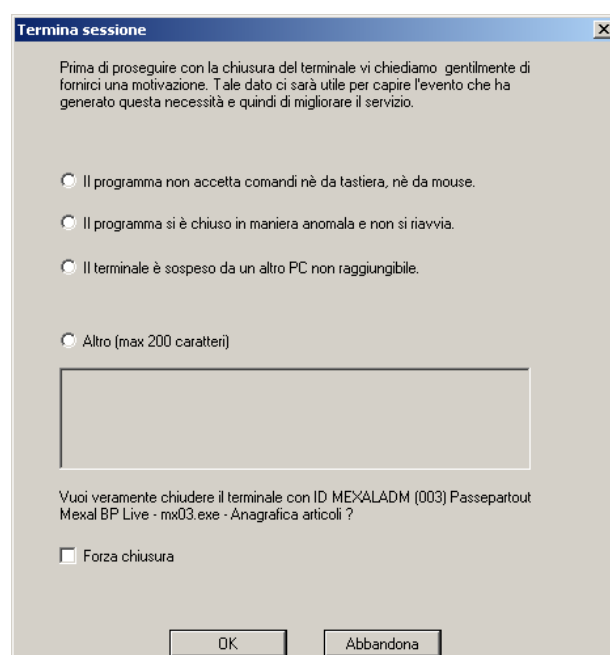 Termina sessione
Prima di proseguire con la chiusura del terminale vi chiediamo gentilmente di
fornirci una motivazione. Tale dato ci sarà utile per capire l'evento che ha
generato questa necessità e quindi di migliorare il servizio.
Il programma non accetta comandi nè da tastiera, nè da mouse.
Il programma si è chiuso in maniera anomala e non si riavvia.
Il terminale è sospeso da un altro PC non raggiungibile.
Altro (max 200 caratteri)
Vuoi veramente chiudere il terminale con ID MEXALADM (003) Passepartout
Mexal BP Live - mx03.exe - Anagrafica articoli ?
Forza chiusura
OK Abbandona